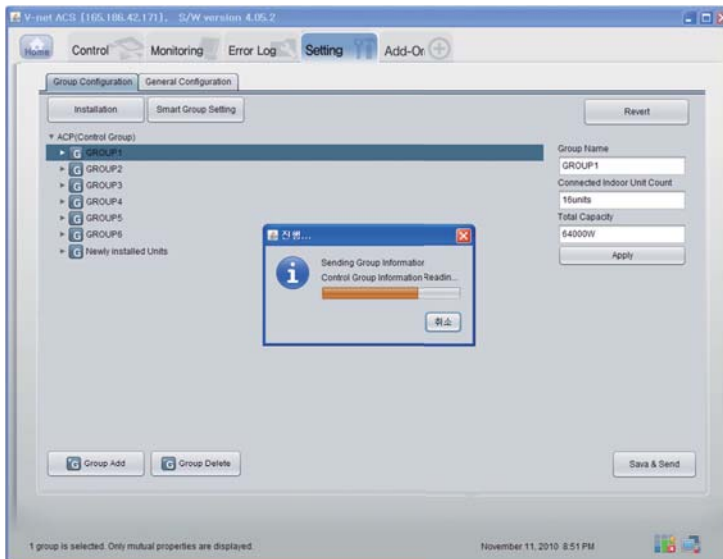 V-net ACS [165.186.42.171],   S/W version 4.05.2
Home Control Monitoring Error Log Setting Add-On
Group Configuration General Configuration
Installation Smart Group Setting Revert
ACP(Control Group)
GROUP1
GROUP2
GROUP3
GROUP4
GROUP5
GROUP6
Newly installed Units
Group Name
GROUP1
Connected Indoor Unit Count
16units
Total Capacity
64000W
Apply
진행...
Sending Group Information
Control Group Information Readin...
취소
Group Add Group Delete Sava & Send
1 group is selected. Only mutual properties are displayed. November 11, 2010 8:51 PM